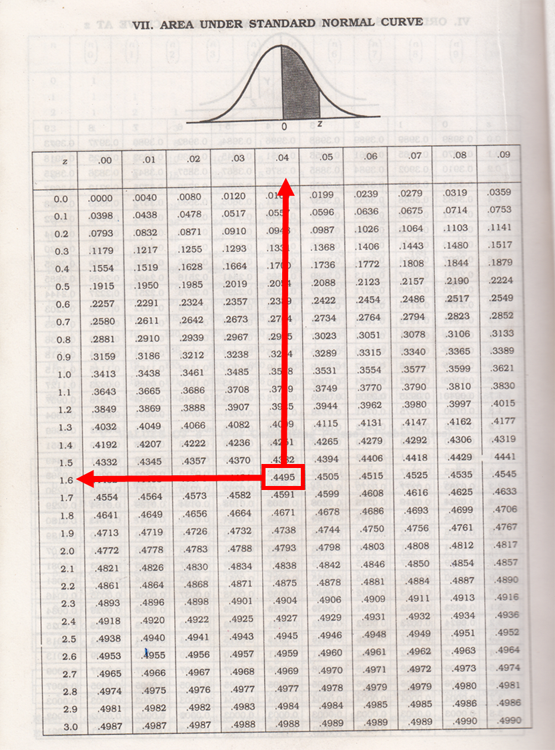 VII. AREA UNDER STANDARD NORMAL CURVE
0 z
z .00 .01 .02 .03 .04 .05 .06 .07 .08 .09
0.0 .0000 .0040 .0080 .0120 .0199 .0239 .0279 .0319 .0359
0.1 .0398 .0438 .0478 .0517 .0596 .0636 .0675 .0714 .0753
0.2 .0793 .0832 .0871 .0910 .0987 .1026 .1064 .1103 .1141
0.3 .1179 .1217 .1255 .1293 .1368 .1406 .1443 .1480 .1517
0.4 .1554 .1519 .1628 .1664 .1736 .1772 .1808 .1844 .1879
0.5 .1915 .1950 .1985 .2019 .2088 .2123 .2157 .2190 .2224
0.6 .2257 .2291 .2324 .2357 .2422 .2454 .2486 .2517 .2549
0.7 .2580 .2611 .2642 .2673 .2734 .2764 .2794 .2823 .2852
0.8 .2881 .2910 .2939 .2967 .3023 .3051 .3078 .3106 .3133
0.9 .3159 .3186 .3212 .3238 .3289 .3315 .3340 .3365 .3389
1.0 .3413 .3438 .3461 .3485 .3531 .3554 .3577 .3599 .3621
1.1 .3643 .3665 .3686 .3708 .3749 .3770 .3790 .3810 .3830
1.2 .3849 .3869 .3888 .3907 .3944 .3962 .3980 .3997 .4015
1.3 .4032 .4049 .4066 .4082 .4115 .4131 .4147 .4162 .4177
1.4 .4192 .4207 .4222 .4236 .4265 .4279 .4292 .4306 .4319
1.5 .4332 .4345 .4357 .4370 .4394 .4406 .4418 .4429 4441
1.6 .4495 .4505 .4515 .4525 .4535 .4545
1.7 .4554 .4564 .4573 .4582 .4591 .4599 .4608 .4616 .4625 .4633
1.8 .4641 .4649 .4656 .4664 .4671 .4678 .4686 .4693 .4699 .4706
1.9 .4713 .4719 .4726 .4732 .4738 .4744 .4750 .4756 .4761 .4767
2.0 .4772 .4778 .4783 .4788 .4793 .4798 .4803 .4808 .4812 .4817
2.1 .4821 .4826 .4830 .4834 .4838 .4842 .4846 .4850 .4854 .4857
2.2 .4861 .4864 .4868 .4871 .4875 .4878 .4881 .4884 .4887 .4890
2.3 .4893 .4896 .4898 .4901 .4904 .4906 .4909 .4911 .4913 .4916
2.4 .4918 .4920 .4922 .4925 .4927 .4929 .4931 .4932 .4934 .4936
2.5 .4938 .4940 .4941 .4943 .4945 .4946 .4948 .4949 .4951 .4952
2.6 .4953 .4955 .4956 .4957 .4959 .4960 .4961 .4962 .4963 .4964
2.7 .4965 .4966 .4967 .4968 .4969 .4970 .4971 .4972 .4973 .4974
2.8 .4974 .4975 .4976 .4977 .4977 .4978 .4979 .4979 .4980 .4981
2.9 .4981 .4982 .4982 .4983 .4984 .4984 .4985 .4985 .4986 .4986
3.0 .4987 .4987 .4987 .4988 .4988 .4989 .4989 .4989 .4990 .4990